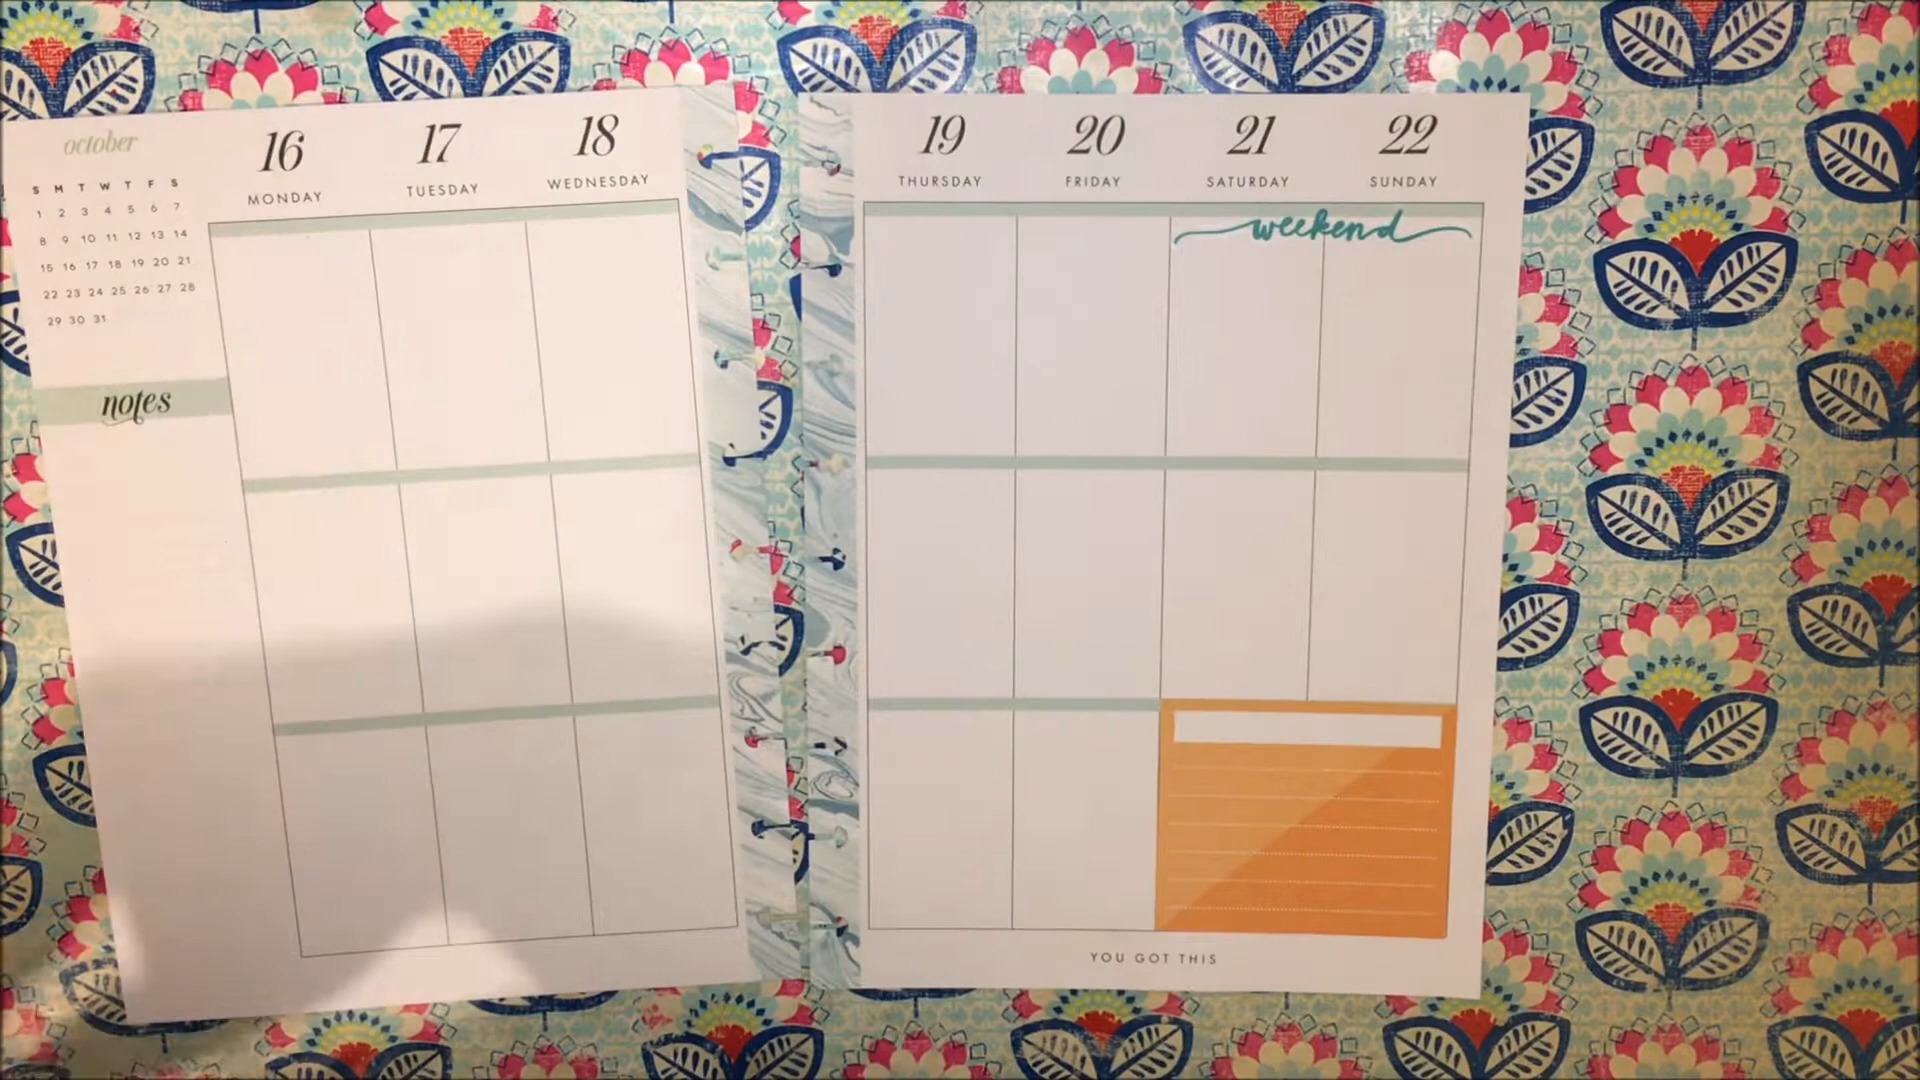 october
S M T W T F S
1 2 3 4 5 6 7
8 9 10 11 12 13 14
15 16 17 18 19 20 21
22 23 24 25 26 27 28
29 30 31
notes
16 17 18
MONDAY TUESDAY WEDNESDAY
19 20 21 22
THURSDAY FRIDAY SATURDAY SUNDAY
weekend
YOU GOT THIS